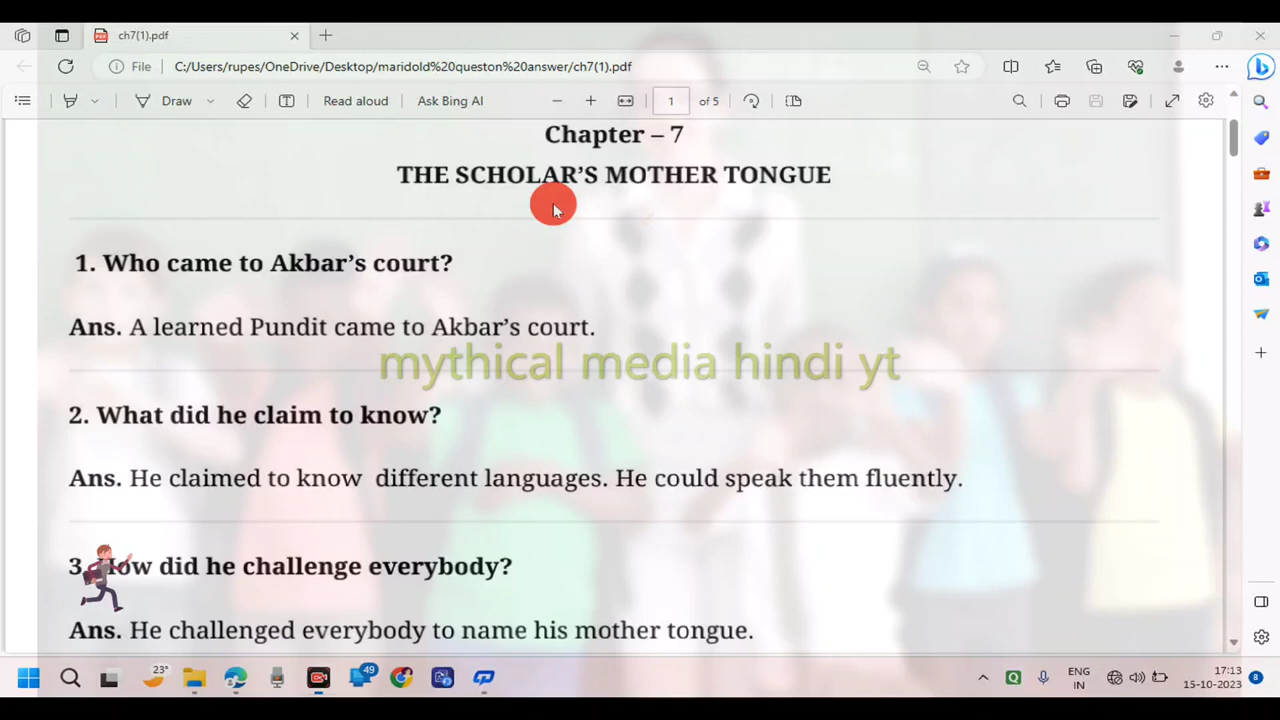 ch7(1).pdf
File C:/Users/rupes/OneDrive/Desktop/maridold%20queston%20answer/ch7(1).pdf
Draw Read aloud Ask Bing AI 1 of 5
Chapter – 7
THE SCHOLAR'S MOTHER TONGUE
1. Who came to Akbar's court?
Ans. A learned Pundit came to Akbar's court.
mythical media hindi yt
2. What did he claim to know?
Ans. He claimed to know different languages. He could speak them fluently.
3. How did he challenge everybody?
Ans. He challenged everybody to name his mother tongue.
23° 49 ENG 17:13
IN 15-10-2023 8